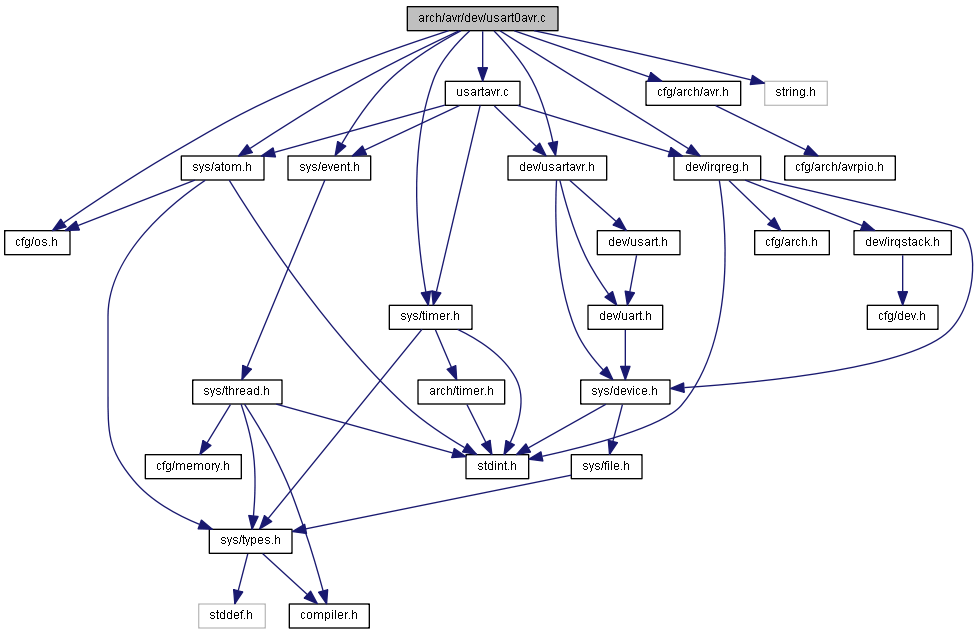 arch/avr/dev/usart0avr.c
usartavr.c
cfg/arch/avr.h
string.h
sys/atom.h
sys/event.h
dev/usartavr.h
dev/irqreg.h
cfg/arch/avrpio.h
cfg/os.h
dev/usart.h
cfg/arch.h
dev/irqstack.h
sys/timer.h
dev/uart.h
cfg/dev.h
sys/thread.h
arch/timer.h
sys/device.h
cfg/memory.h
stdint.h
sys/file.h
sys/types.h
stddef.h
compiler.h